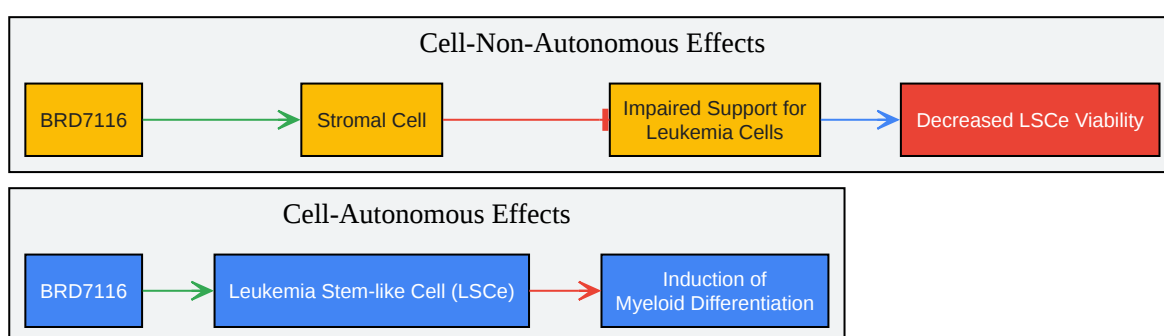 Cell-Non-Autonomous Effects
BRD7116
Stromal Cell
Impaired Support for
Leukemia Cells
Decreased LSCe Viability
Cell-Autonomous Effects
BRD7116
Leukemia Stem-like Cell (LSCe)
Induction of
Myeloid Differentiation